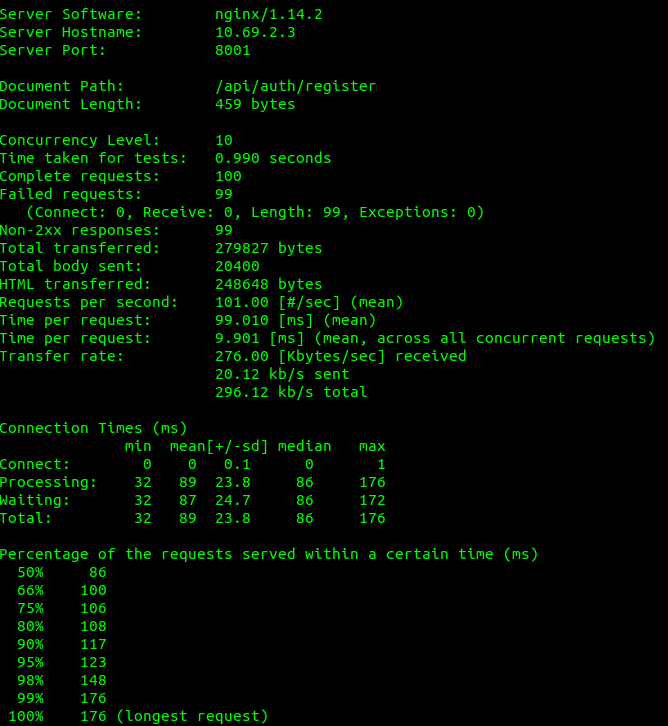 Server Software:        nginx/1.14.2
Server Hostname:        10.69.2.3
Server Port:            8001

Document Path:          /api/auth/register
Document Length:        459 bytes

Concurrency Level:      10
Time taken for tests:   0.990 seconds
Complete requests:      100
Failed requests:        99
   (Connect: 0, Receive: 0, Length: 99, Exceptions: 0)
Non-2xx responses:      99
Total transferred:      279827 bytes
Total body sent:        20400
HTML transferred:       248648 bytes
Requests per second:    101.00 [#/sec] (mean)
Time per request:       99.010 [ms] (mean)
Time per request:       9.901 [ms] (mean, across all concurrent requests)
Transfer rate:          276.00 [Kbytes/sec] received
                        20.12 kb/s sent
                        296.12 kb/s total

Connection Times (ms)
              min  mean[+/-sd] median   max
Connect:        0    0   0.1      0       1
Processing:    32   89  23.8     86     176
Waiting:       32   87  24.7     86     172
Total:         32   89  23.8     86     176

Percentage of the requests served within a certain time (ms)
  50%     86
  66%    100
  75%    106
  80%    108
  90%    117
  95%    123
  98%    148
  99%    176
 100%    176 (longest request)